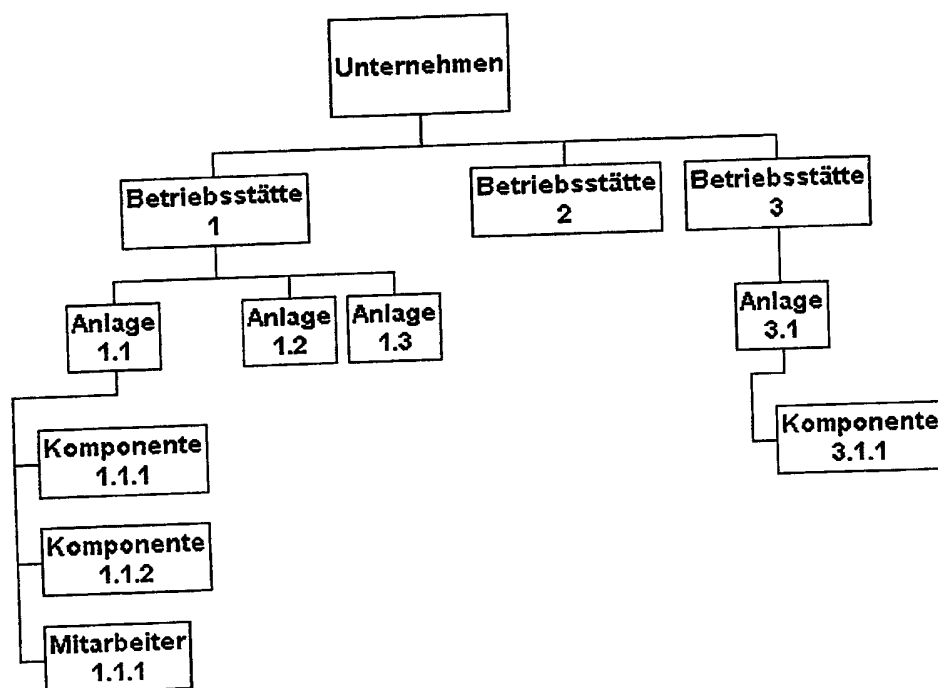 Unternehmen
Betriebsstätte
1
Betriebsstätte
2
Betriebsstätte
3
Anlage
1.1
Anlage
1.2
Anlage
1.3
Anlage
3.1
Komponente
1.1.1
Komponente
3.1.1
Komponente
1.1.2
Mitarbeiter
1.1.1